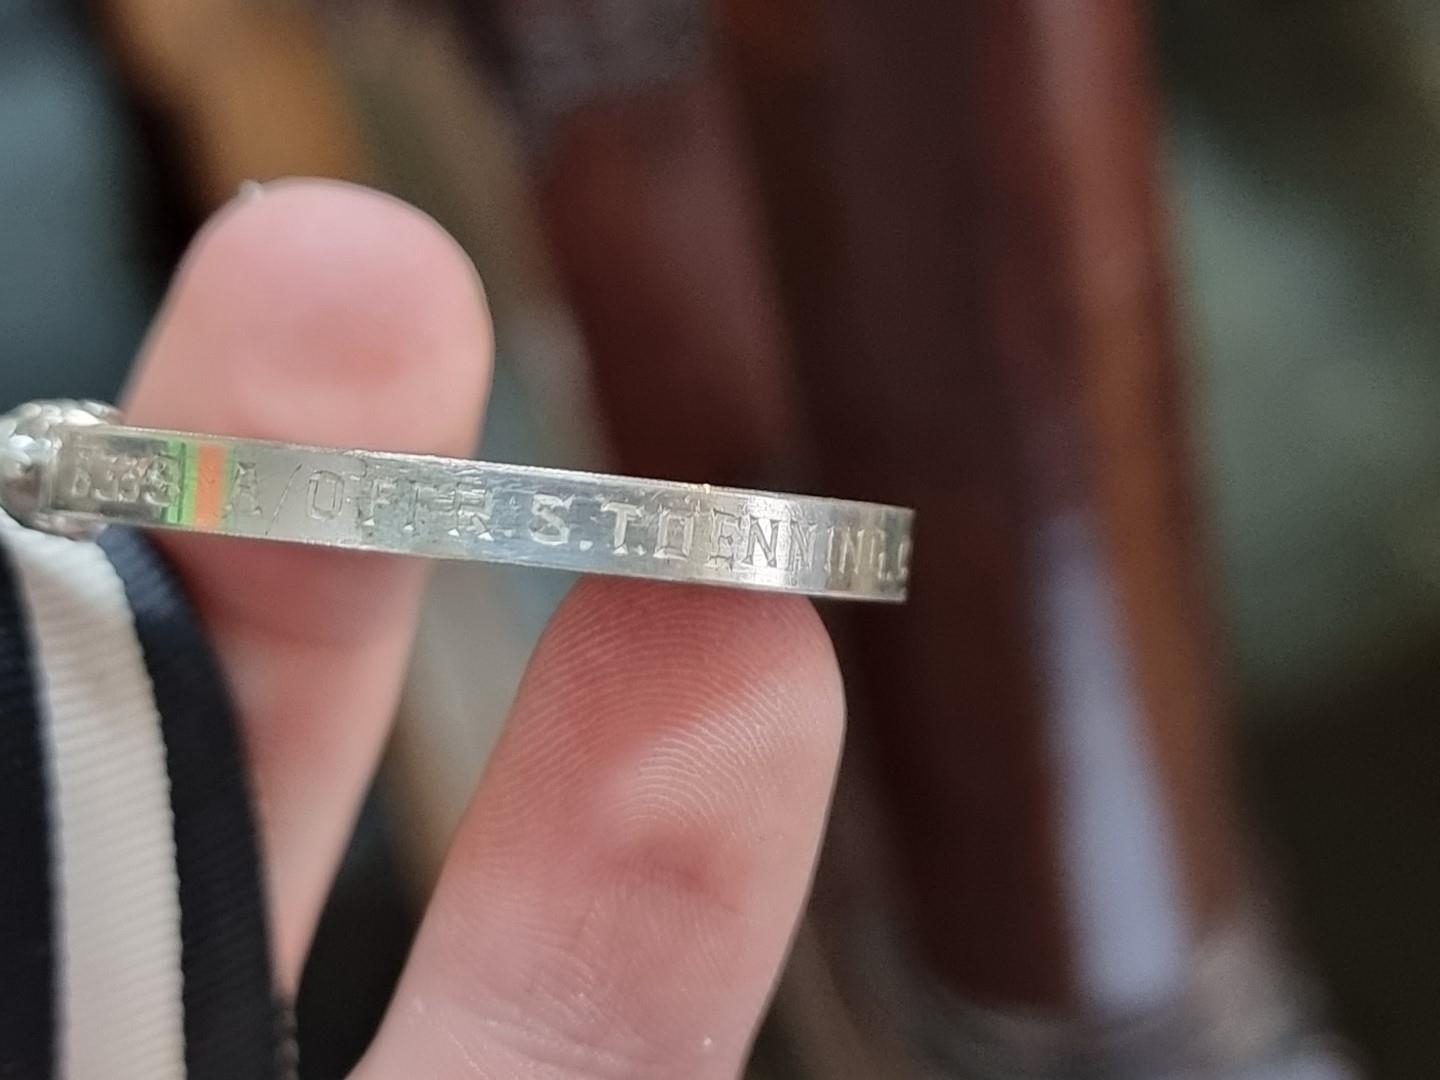 A/OFFR. S.T. DENNING.